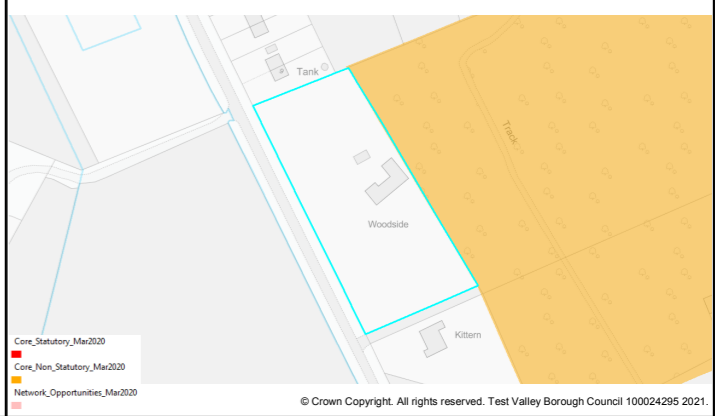 Tank
Track
Woodside
Kittern
Core_Statutory_Mar2020
Core_Non_Statutory_Mar2020
Network_Opportunities_Mar2020
© Crown Copyright. All rights reserved. Test Valley Borough Council 100024295 2021.